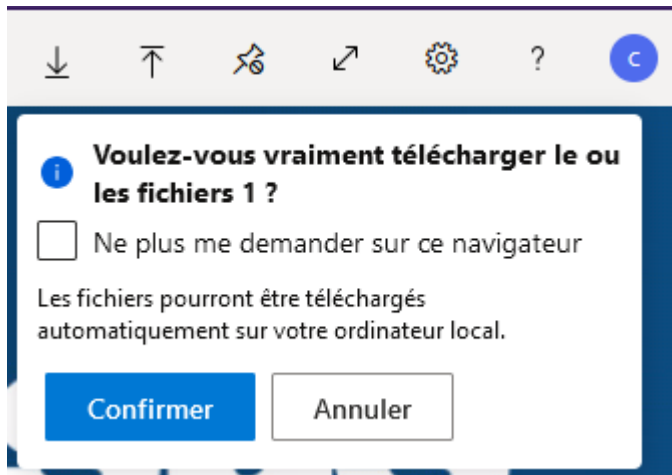 ?
C
Voulez-vous vraiment télécharger le ou
les fichiers 1 ?
Ne plus me demander sur ce navigateur
Les fichiers pourront être téléchargés
automatiquement sur votre ordinateur local.
Confirmer
Annuler